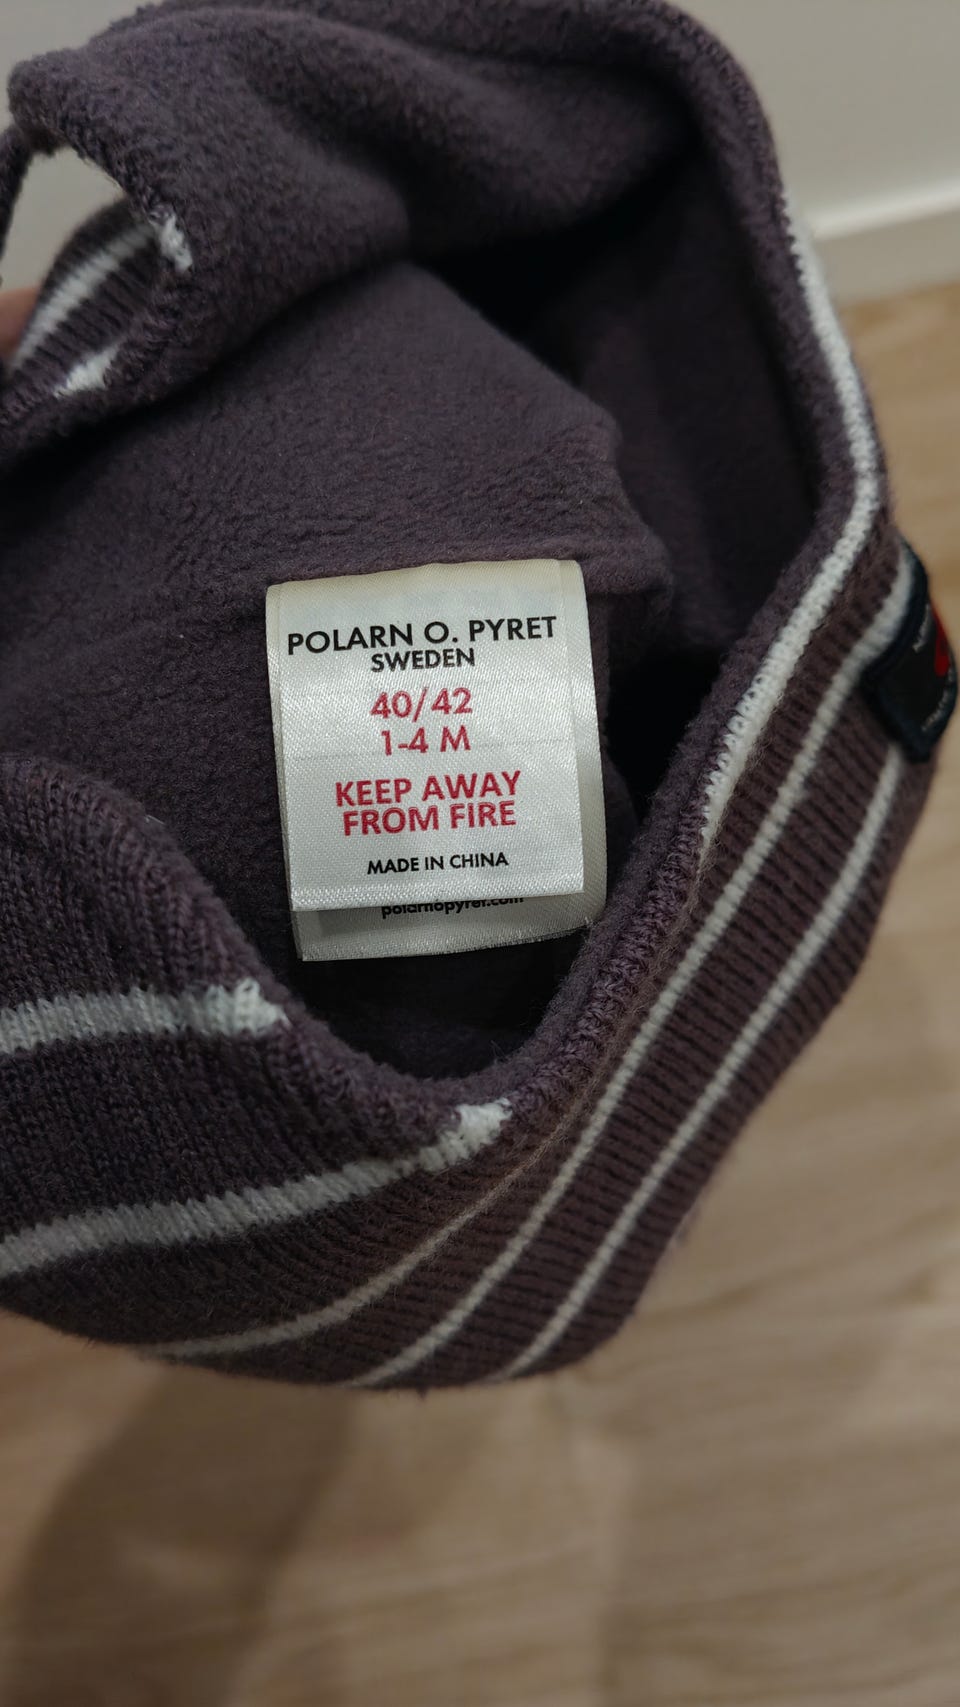 POLARN O. PYRET
SWEDEN
40/42
1-4 M
KEEP AWAY
FROM FIRE
MADE IN CHINA
polarnopyret.com